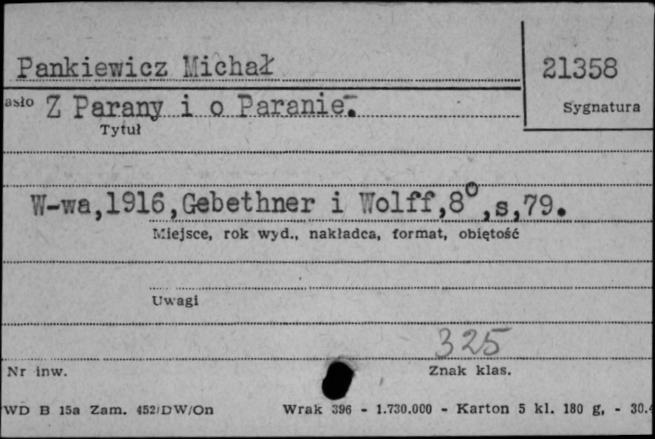 Pankiewicz Michał 21358
asło Z Parany i o Paranie. Sygnatura
Tytuł
W-wa,1916,Gebethner i Wolff,8°,s,79.
Miejsce, rok wyd., nakładca, format, objętość
Uwagi
325
Nr inw. Znak klas.
WD B 15a Zam. 452/DW/On Wrak 396 - 1.730.000 - Karton 5 kl. 180 g, - 30.4